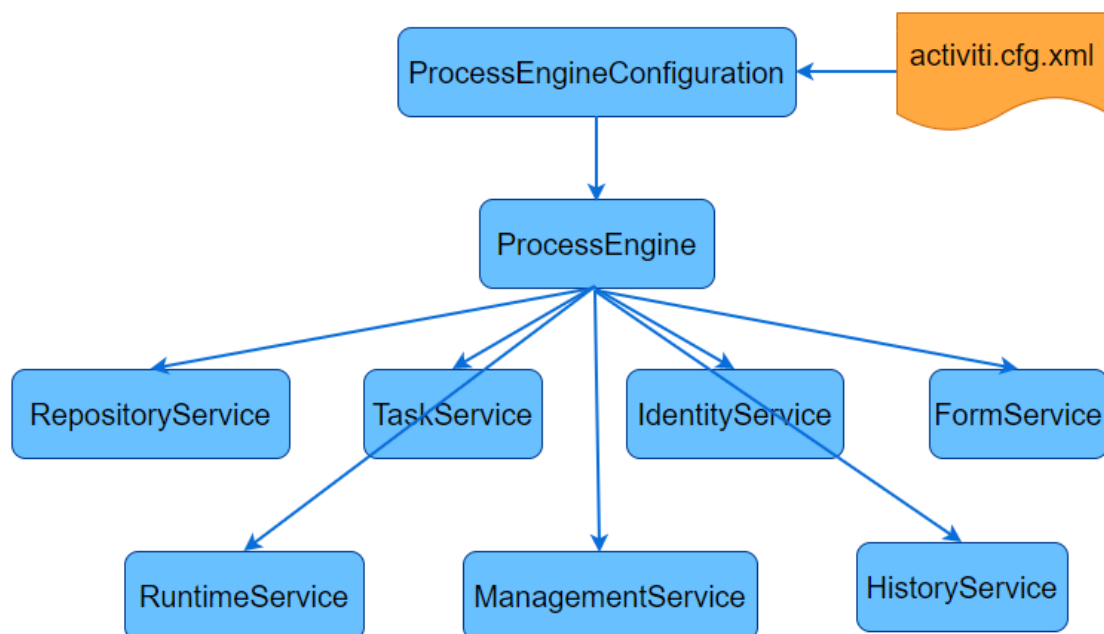 activiti.cfg.xml
ProcessEngineConfiguration
ProcessEngine
RepositoryService
TaskService
IdentityService
FormService
RuntimeService
ManagementService
HistoryService